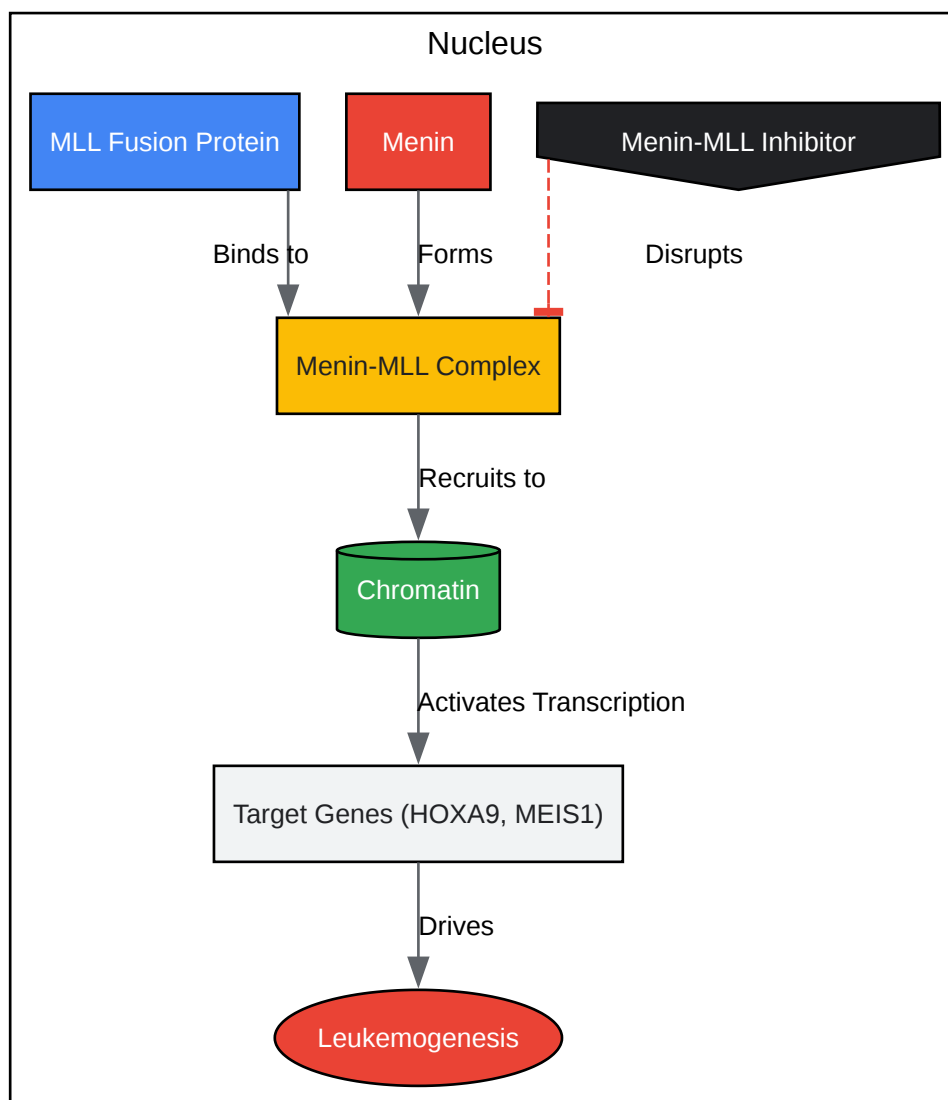 Nucleus
MLL Fusion Protein
Menin
Menin-MLL Inhibitor
Binds to
Forms
Disrupts
Menin-MLL Complex
Recruits to
Chromatin
Activates Transcription
Target Genes (HOXA9, MEIS1)
Drives
Leukemogenesis